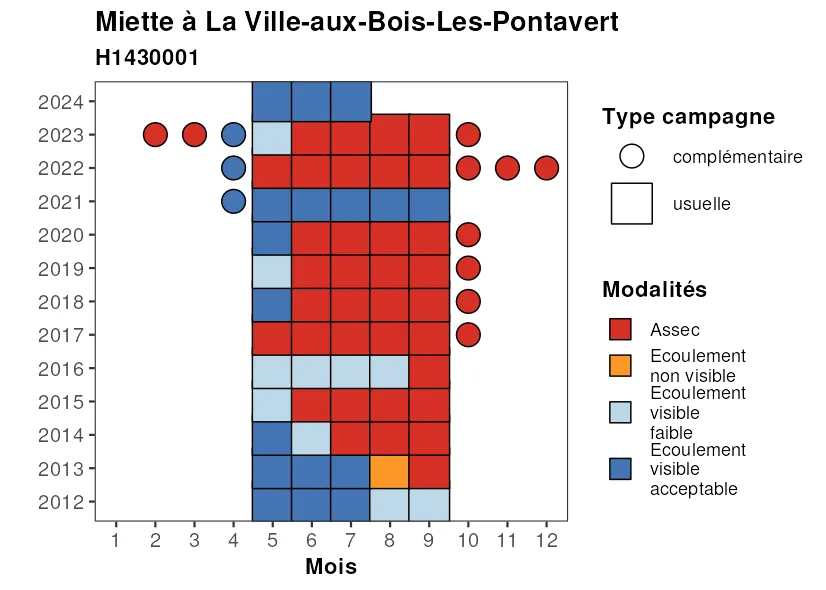 Miette à La Ville-aux-Bois-Les-Pontavert
H1430001
2024
2023
2022
2021
2020
2019
2018
2017
2016
2015
2014
2013
2012
1 2 3 4 5 6 7 8 9 10 11 12
Mois
Type campagne
complémentaire
usuelle
Modalités
Assec
Ecoulement
non visible
Ecoulement
visible
faible
Ecoulement
visible
acceptable